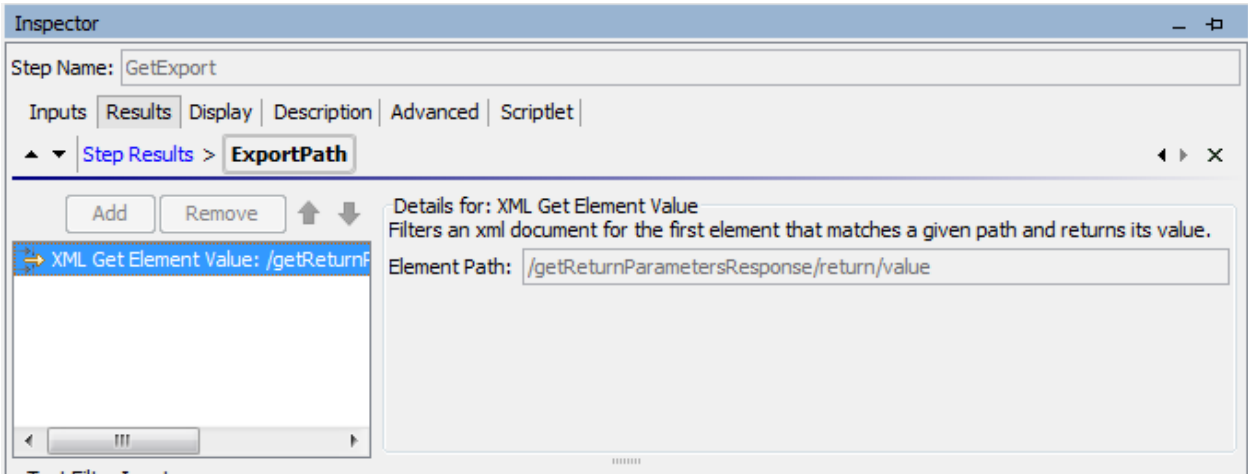 Inspector
Step Name: GetExport
Inputs Results Display Description Advanced Scriptlet
Step Results > ExportPath
Add Remove
Details for: XML Get Element Value
Filters an xml document for the first element that matches a given path and returns its value.
XML Get Element Value: /getReturnP
Element Path: /getReturnParametersResponse/return/value